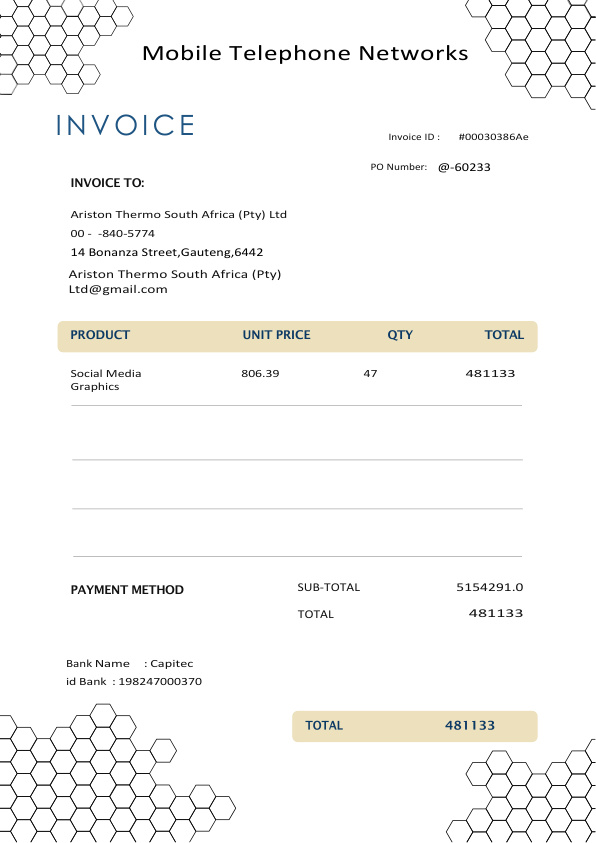 Mobile Telephone Networks
INVOICE
Invoice ID : #00030386Ae
PO Number: @-60233
INVOICE TO:
Ariston Thermo South Africa (Pty) Ltd
00 - -840-5774
14 Bonanza Street,Gauteng,6442
Ariston Thermo South Africa (Pty)
Ltd@gmail.com
PRODUCT UNIT PRICE QTY TOTAL
Social Media 806.39 47 481133
Graphics
PAYMENT METHOD SUB-TOTAL 5154291.0
TOTAL 481133
Bank Name : Capitec
id Bank : 198247000370
TOTAL 481133